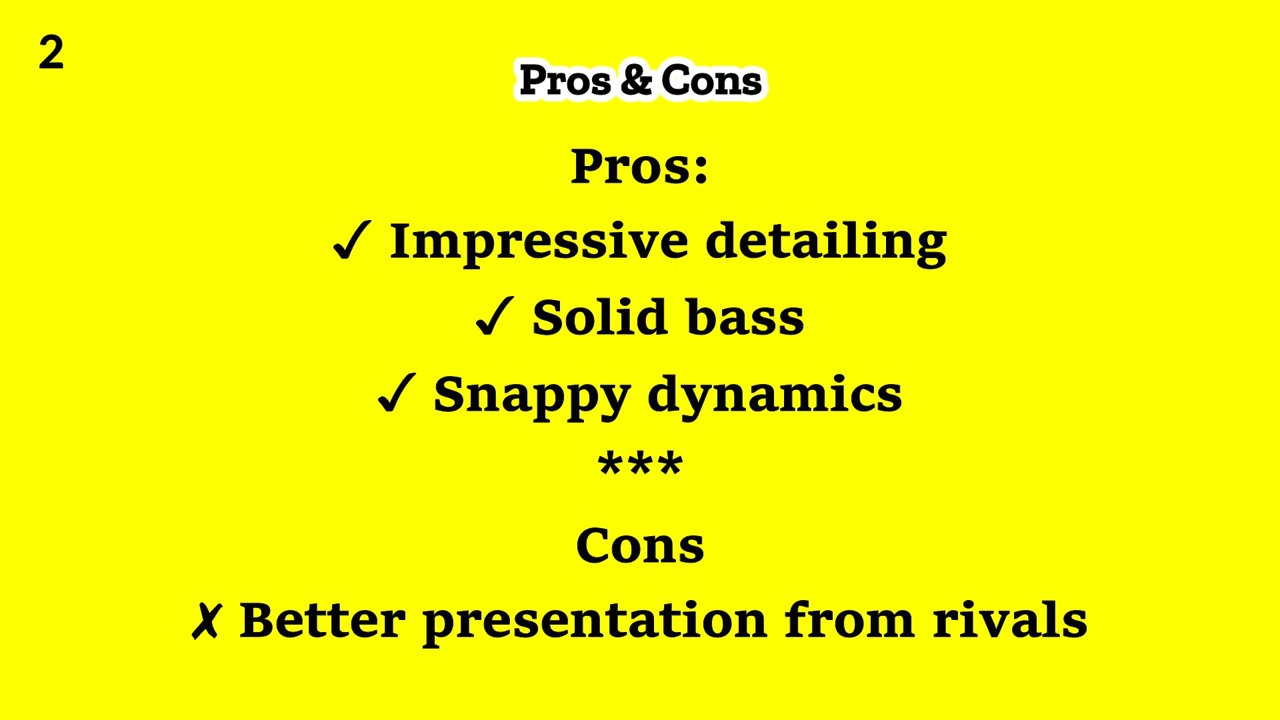 2
Pros & Cons
Pros:
✓ Impressive detailing
✓ Solid bass
✓ Snappy dynamics
***
Cons
✗ Better presentation from rivals